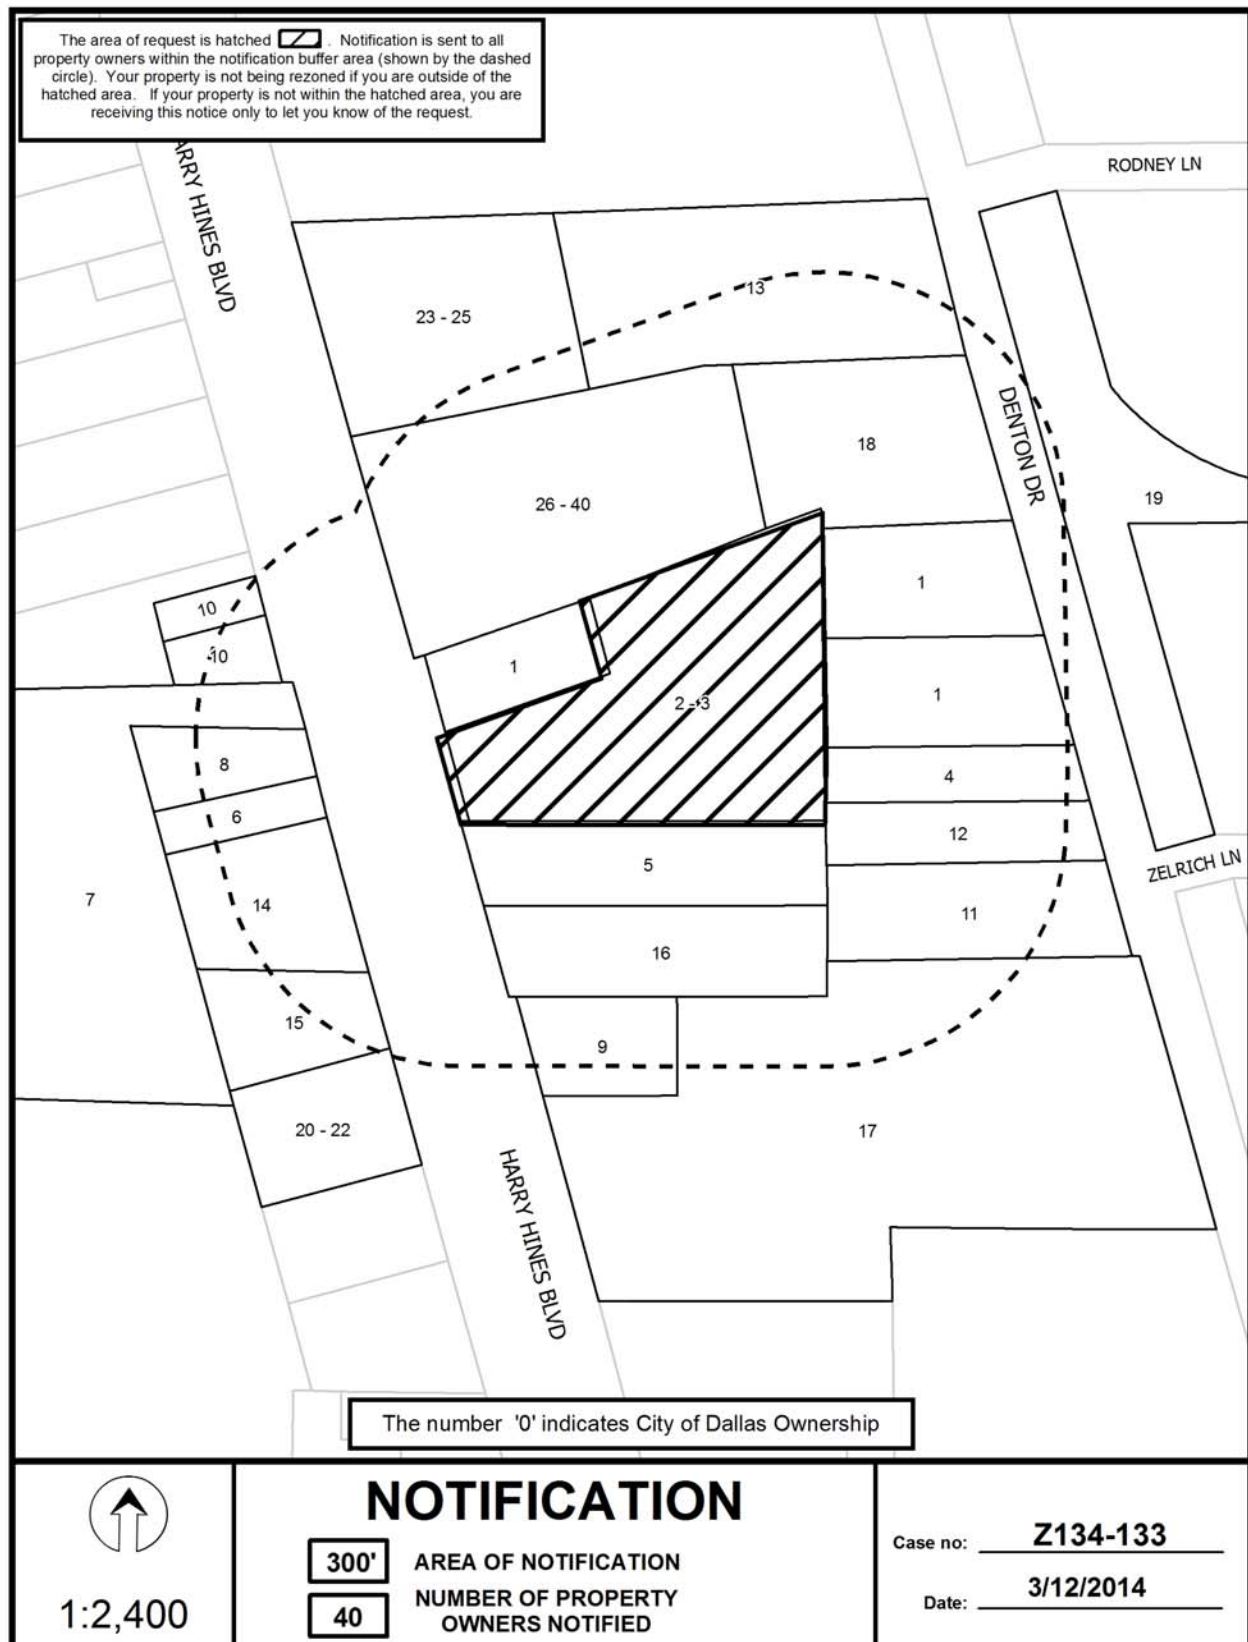 The area of request is hatched . Notification is sent to all
property owners within the notification buffer area (shown by the dashed
circle). Your property is not being rezoned if you are outside of the
hatched area. If your property is not within the hatched area, you are
receiving this notice only to let you know of the request.
ARRY HINES BLVD
RODNEY LN
13
23 - 25
DENTON DR
18
19
26 - 40
1
10
10
1
2 - 3
1
8
4
6
12
5
ZELRICH LN
7
14
11
16
15
9
20 - 22
17
HARRY HINES BLVD
The number '0' indicates City of Dallas Ownership
1:2,400
NOTIFICATION
300' AREA OF NOTIFICATION
40 NUMBER OF PROPERTY
OWNERS NOTIFIED
Case no: Z134-133
Date: 3/12/2014